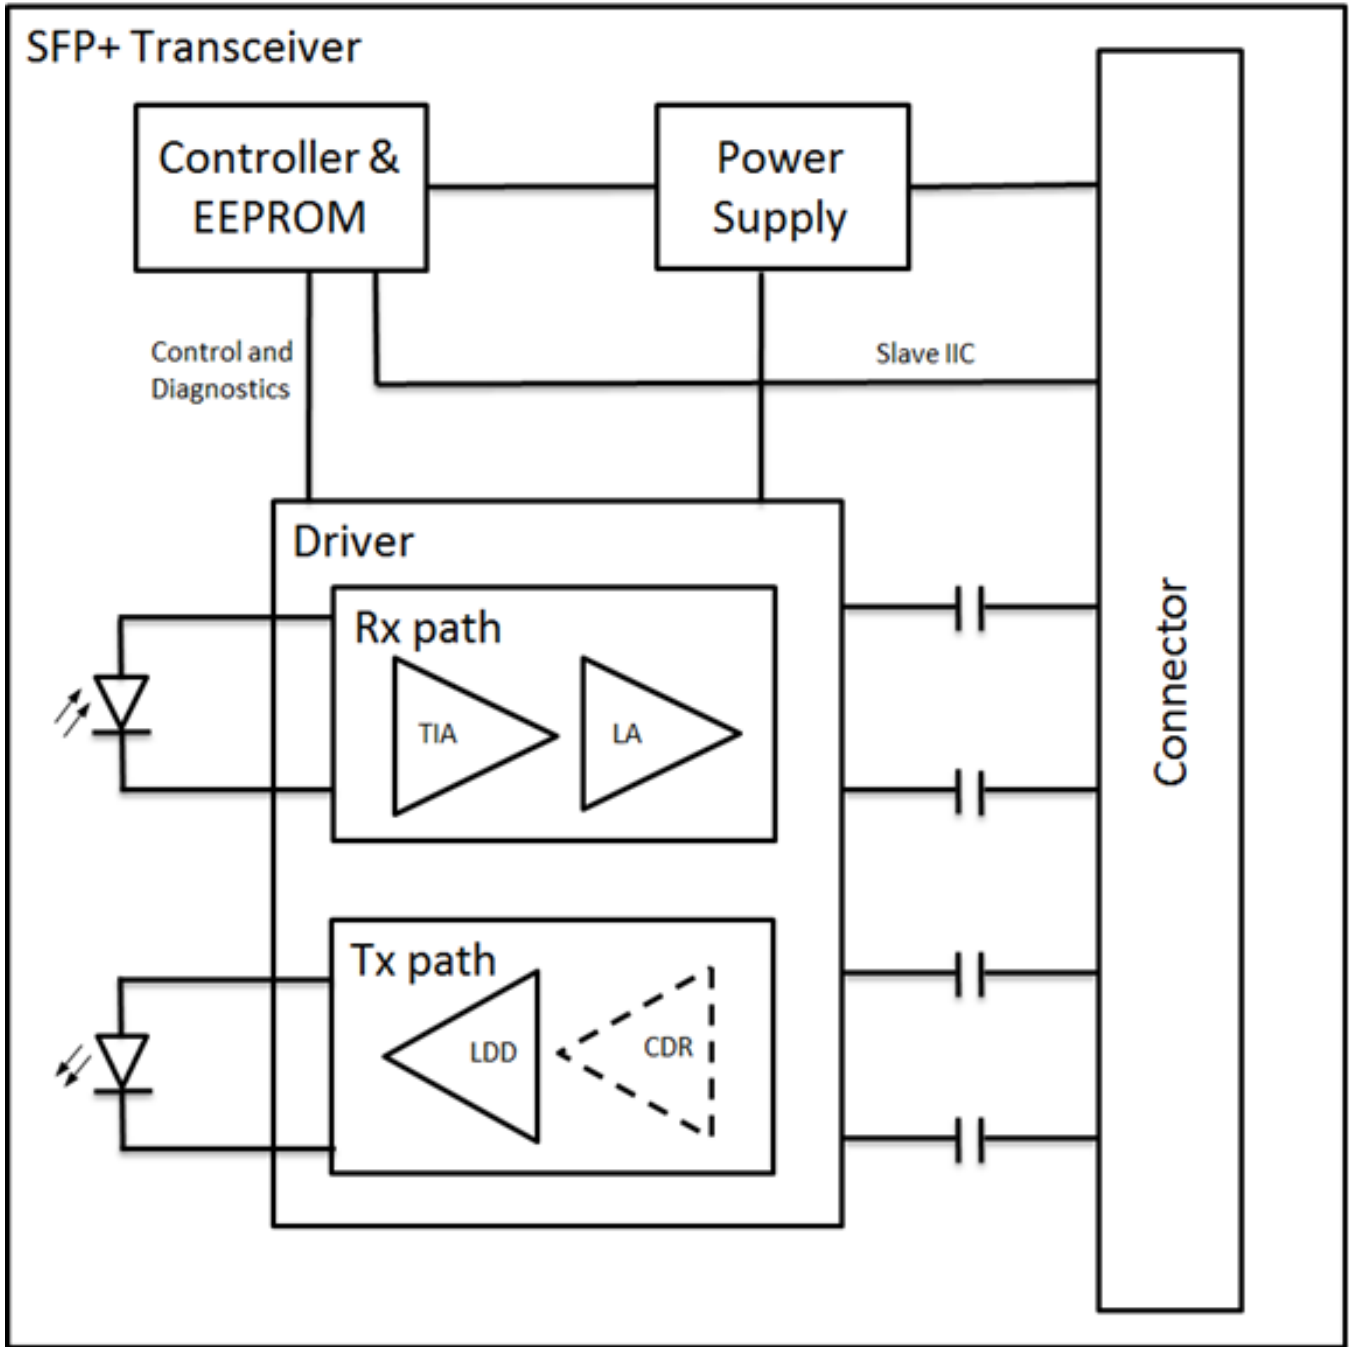 SFP+ Transceiver
Controller &
EEPROM
Power
Supply
Control and
Diagnostics
Slave IIC
Driver
Rx path
TIA
LA
Connector
Tx path
LDD
CDR